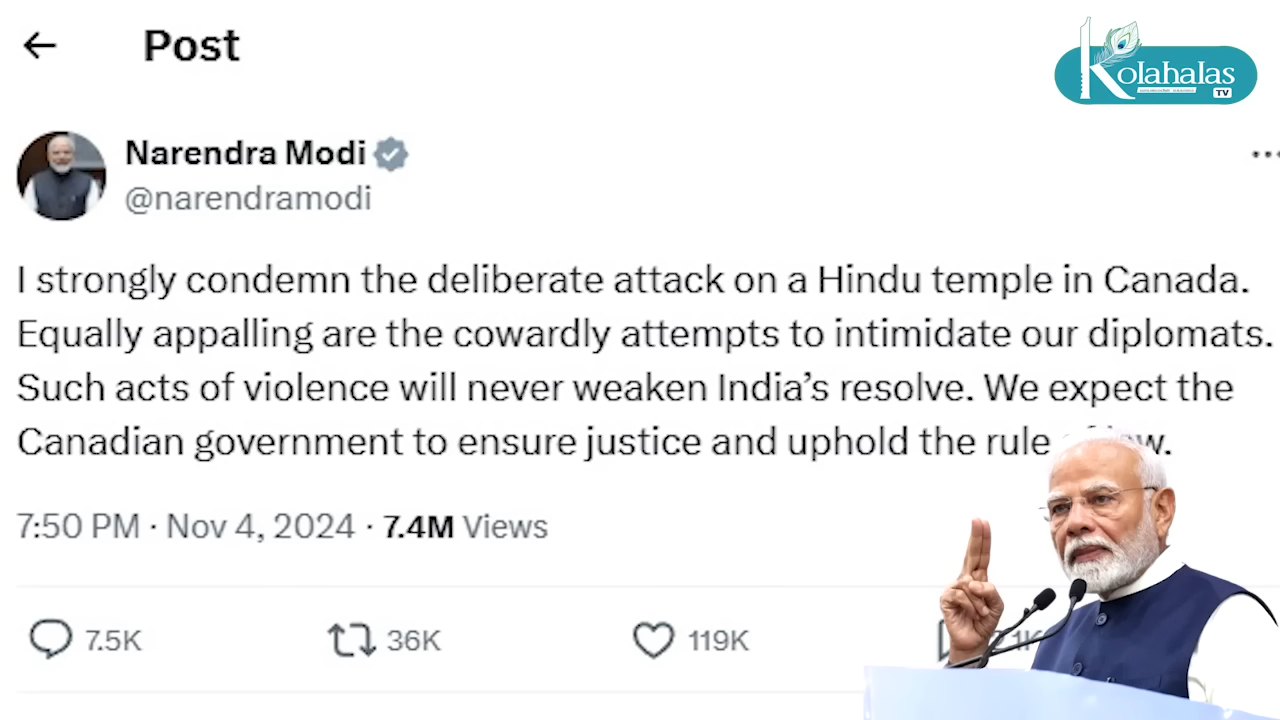 Post
Kolahalas
TV
Narendra Modi
@narendramodi
I strongly condemn the deliberate attack on a Hindu temple in Canada.
Equally appalling are the cowardly attempts to intimidate our diplomats.
Such acts of violence will never weaken India’s resolve. We expect the
Canadian government to ensure justice and uphold the rule
7:50 PM · Nov 4, 2024 · 7.4M Views
7.5K 36K 119K